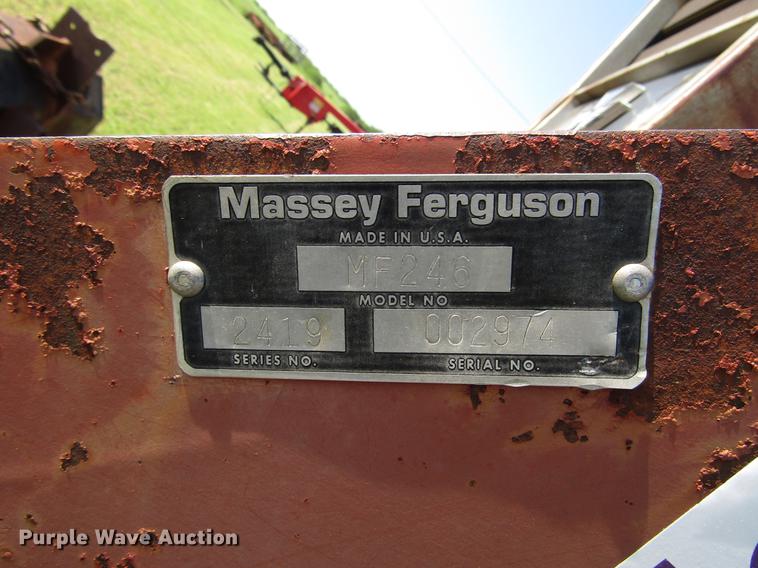 Massey Ferguson
MADE IN U.S.A.
MF246
MODEL NO
2419 002974
SERIES NO. SERIAL NO.
Purple Wave Auction